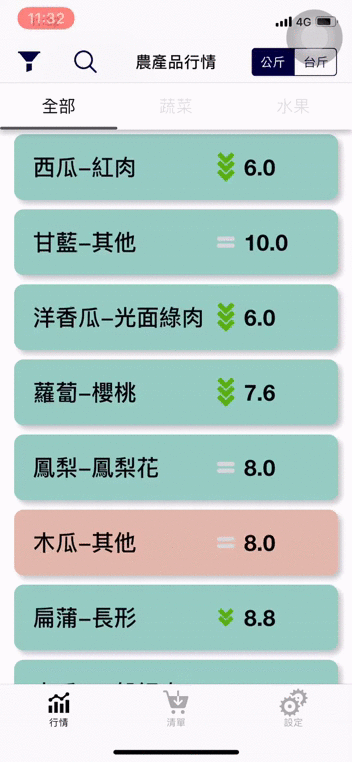 11:32
4G
農產品行情
公斤 台斤
全部 蔬菜 水果
西瓜–紅肉 6.0
甘藍–其他 = 10.0
洋香瓜–光面綠肉 6.0
蘿蔔–櫻桃 7.6
鳳梨–鳳梨花 = 8.0
木瓜–其他 = 8.0
扁蒲–長形 8.8
行情 清單 設定